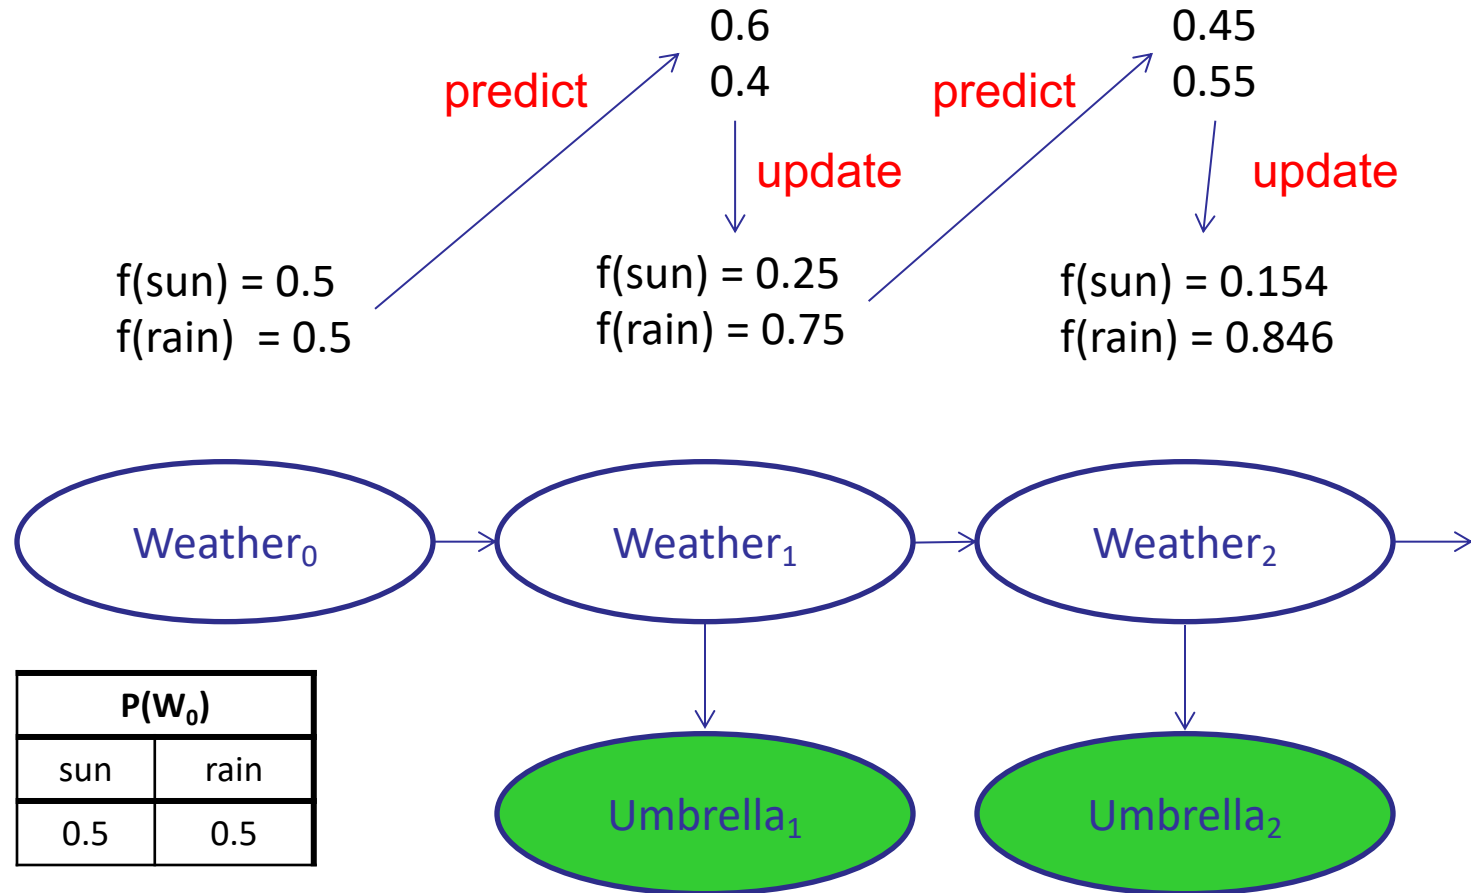 0.6
0.4
0.45
0.55
predict
predict
update
update
f(sun) = 0.5
f(rain) = 0.5
f(sun) = 0.25
f(rain) = 0.75
f(sun) = 0.154
f(rain) = 0.846
Weather₀
Weather₁
Weather₂
P(W₀)
sun rain
0.5 0.5
Umbrella₁
Umbrella₂